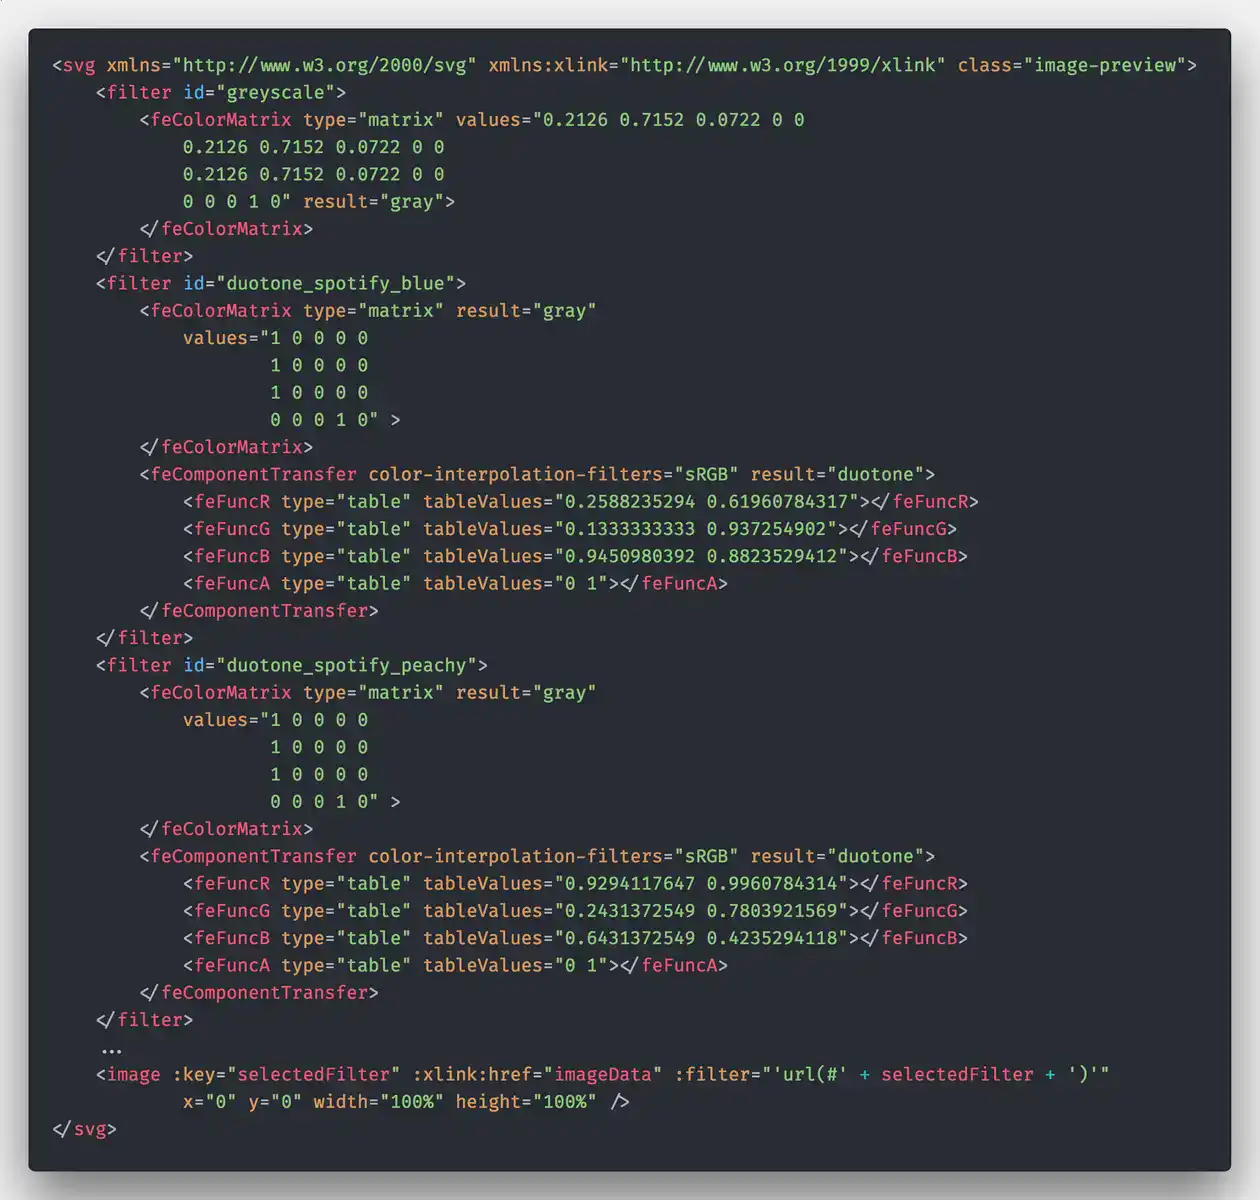 <svg xmlns="http://www.w3.org/2000/svg" xmlns:xlink="http://www.w3.org/1999/xlink" class="image-preview">
    <filter id="greyscale">
        <feColorMatrix type="matrix" values="0.2126 0.7152 0.0722 0 0
            0.2126 0.7152 0.0722 0 0
            0.2126 0.7152 0.0722 0 0
            0 0 0 1 0" result="gray">
        </feColorMatrix>
    </filter>
    <filter id="duotone_spotify_blue">
        <feColorMatrix type="matrix" result="gray"
            values="1 0 0 0 0
                    1 0 0 0 0
                    1 0 0 0 0
                    0 0 0 1 0" >
        </feColorMatrix>
        <feComponentTransfer color-interpolation-filters="sRGB" result="duotone">
            <feFuncR type="table" tableValues="0.2588235294 0.61960784317"></feFuncR>
            <feFuncG type="table" tableValues="0.1333333333 0.937254902"></feFuncG>
            <feFuncB type="table" tableValues="0.9450980392 0.8823529412"></feFuncB>
            <feFuncA type="table" tableValues="0 1"></feFuncA>
        </feComponentTransfer>
    </filter>
    <filter id="duotone_spotify_peachy">
        <feColorMatrix type="matrix" result="gray"
            values="1 0 0 0 0
                    1 0 0 0 0
                    1 0 0 0 0
                    0 0 0 1 0" >
        </feColorMatrix>
        <feComponentTransfer color-interpolation-filters="sRGB" result="duotone">
            <feFuncR type="table" tableValues="0.9294117647 0.9960784314"></feFuncR>
            <feFuncG type="table" tableValues="0.2431372549 0.7803921569"></feFuncG>
            <feFuncB type="table" tableValues="0.6431372549 0.4235294118"></feFuncB>
            <feFuncA type="table" tableValues="0 1"></feFuncA>
        </feComponentTransfer>
    </filter>
    ...
    <image :key="selectedFilter" :xlink:href="imageData" :filter="'url(#' + selectedFilter + ')'"
            x="0" y="0" width="100%" height="100%" />
</svg>